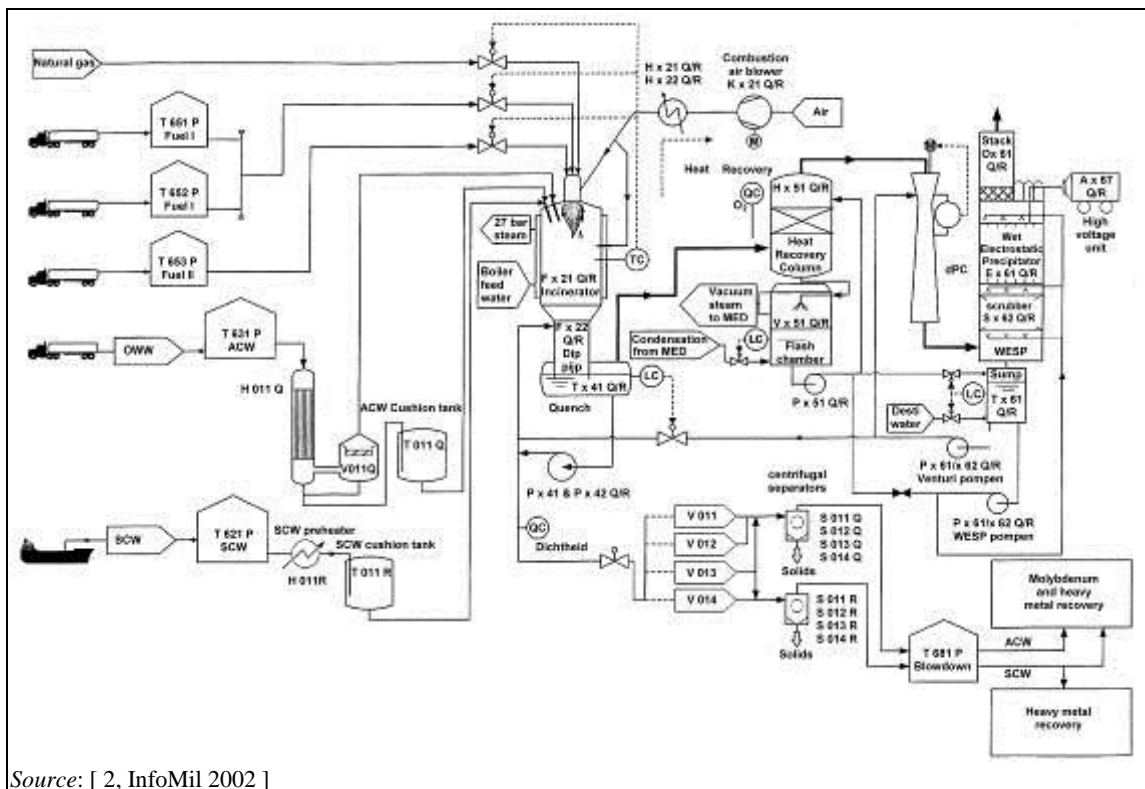 Natural gas
T 651 P
Fuel I
T 652 P
Fuel I
T 653 P
Fuel II
H x 21 Q/R
H x 22 Q/R
Combustion
air blower
K x 21 Q/R
Air
M
Heat Recovery
QC
O₂
H x 51 Q/R
Heat
Recovery
Column
M
dPC
Stack
Dx 61
Q/R
A x 67
Q/R
High
voltage
unit
Wet
Electrostatic
Precipitator
E x 61 Q/R
scrubber
S x 62 Q/R
WESP
27 bar
steam
TC
F x 21 Q/R
Incinerator
Boiler
feed
water
Vacuum
steam
to MED
V x 51 Q/R
Flash
chamber
LC
Condensation
from MED
F x 22
Q/R
Dip
pijp
T x 41 Q/R
Quench
LC
P x 51 Q/R
Sump
T x 61
Q/R
LC
Desti
water
OWW
T 631 P
ACW
H 011 Q
V011Q
ACW Cushion tank
T 011 Q
P x 41 & P x 42 Q/R
P x 61/x 62 Q/R
Venturi pompen
P x 61/x 62 Q/R
WESP pompen
SCW
T 621 P
SCW
SCW preheater
H 011R
SCW cushion tank
T 011 R
QC
Dichtheid
V 011
V 012
V 013
V 014
centrifugal
separators
S 011 Q
S 012 Q
S 013 Q
S 014 Q
Solids
S 011 R
S 012 R
S 013 R
S 014 R
Solids
T 681 P
Blowdown
ACW
SCW
Molybdenum
and heavy
metal recovery
Heavy metal
recovery
Source: [ 2, InfoMil 2002 ]